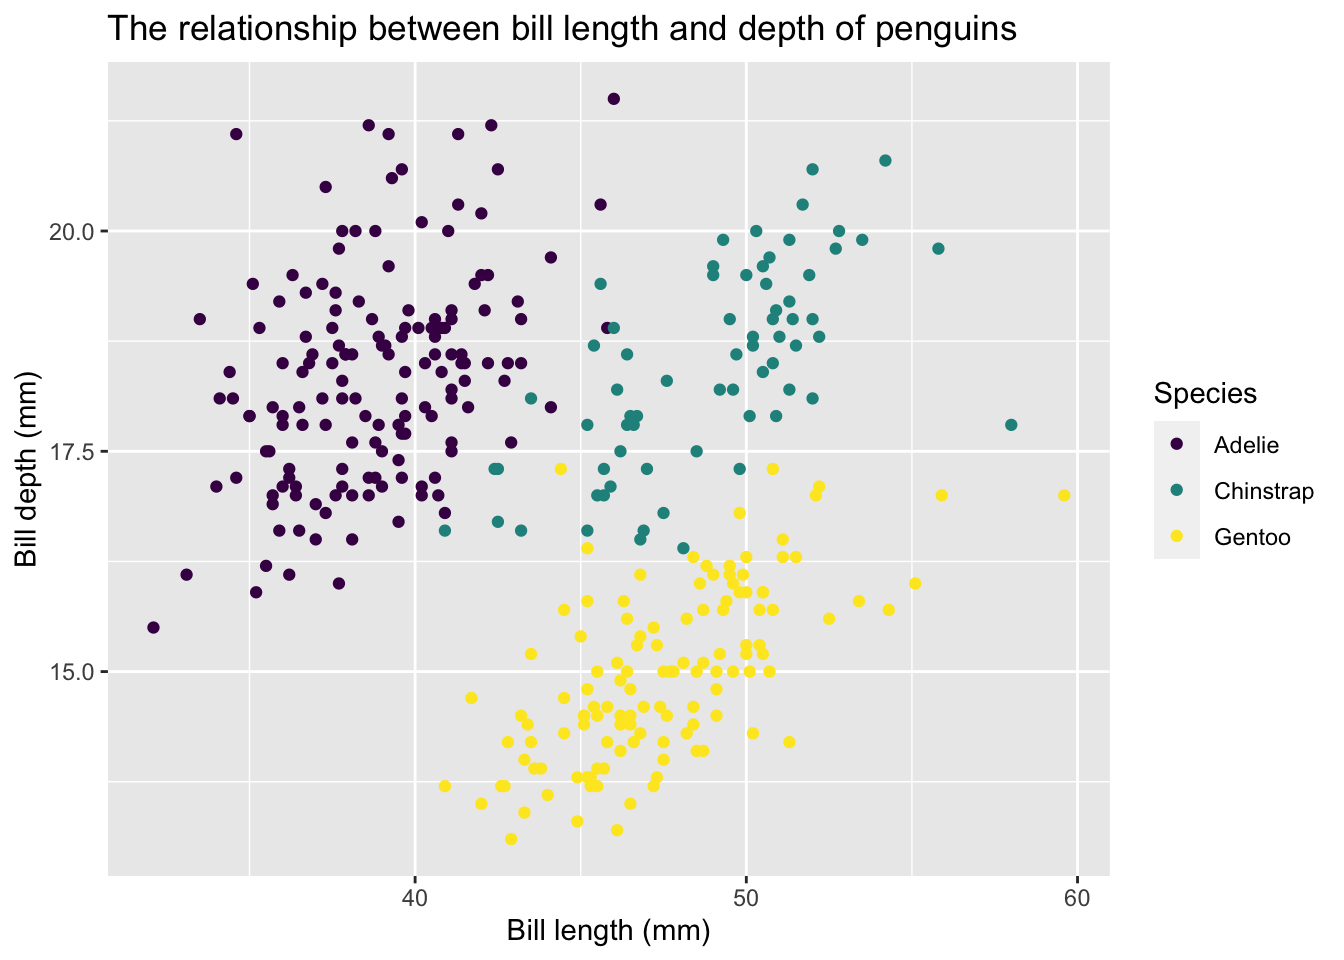 The relationship between bill length and depth of penguins
Bill depth (mm)
20.0
17.5
15.0
40 50 60
Bill length (mm)
Species
Adelie
Chinstrap
Gentoo